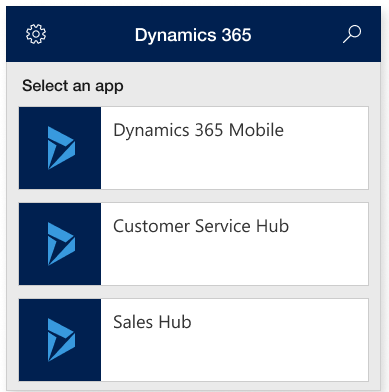 Dynamics 365
Select an app
Dynamics 365 Mobile
Customer Service Hub
Sales Hub